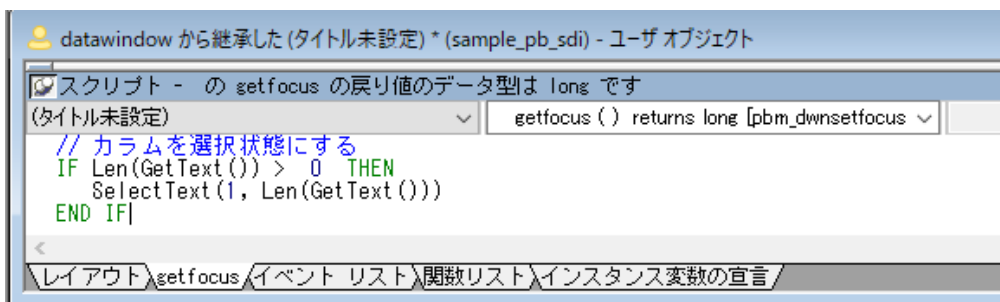 datawindow から継承した (タイトル未設定) * (sample_pb_sdi) - ユーザ オブジェクト
スクリプト - の getfocus の戻り値のデータ型は long です
(タイトル未設定) getfocus ( ) returns long [pbm_dwnsetfocus
// カラムを選択状態にする
IF Len(GetText()) > 0 THEN
SelectText(1, Len(GetText()))
END IF
レイアウト getfocus イベント リスト 関数リスト インスタンス変数の宣言